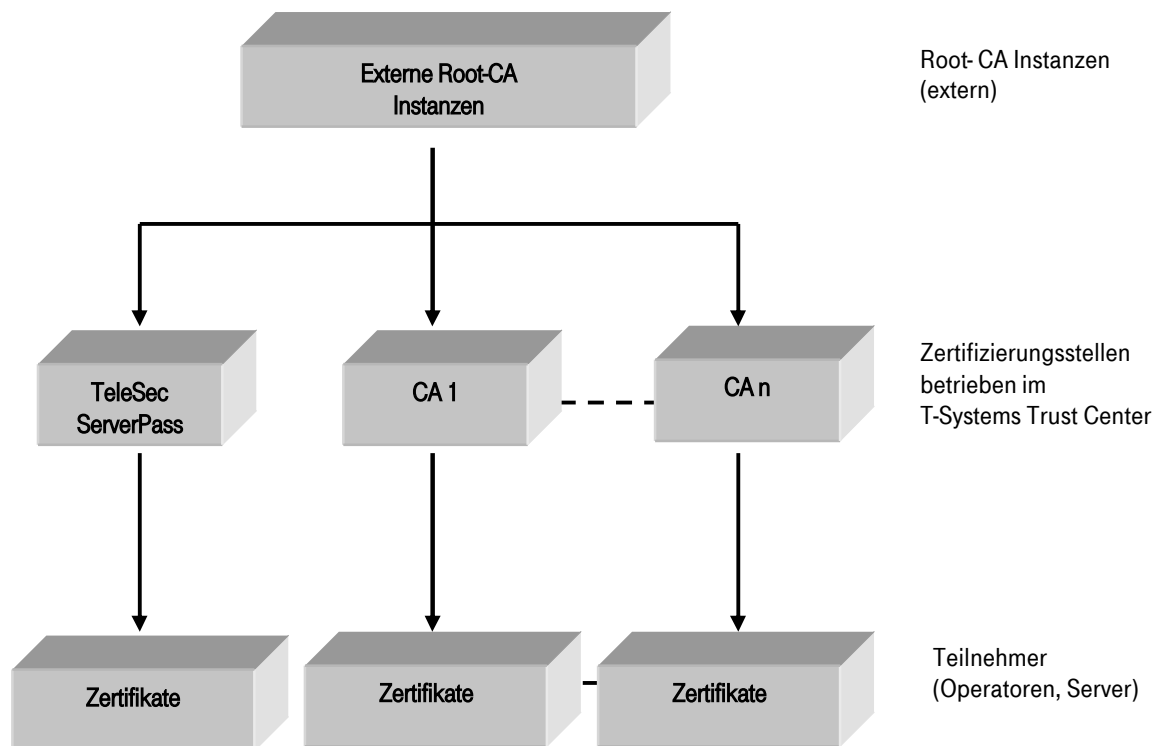 Externe Root-CA
Instanzen
Root- CA Instanzen
(extern)
TeleSec
ServerPass
CA 1
CA n
Zertifizierungsstellen
betrieben im
T-Systems Trust Center
Zertifikate
Zertifikate
Zertifikate
Teilnehmer
(Operatoren, Server)